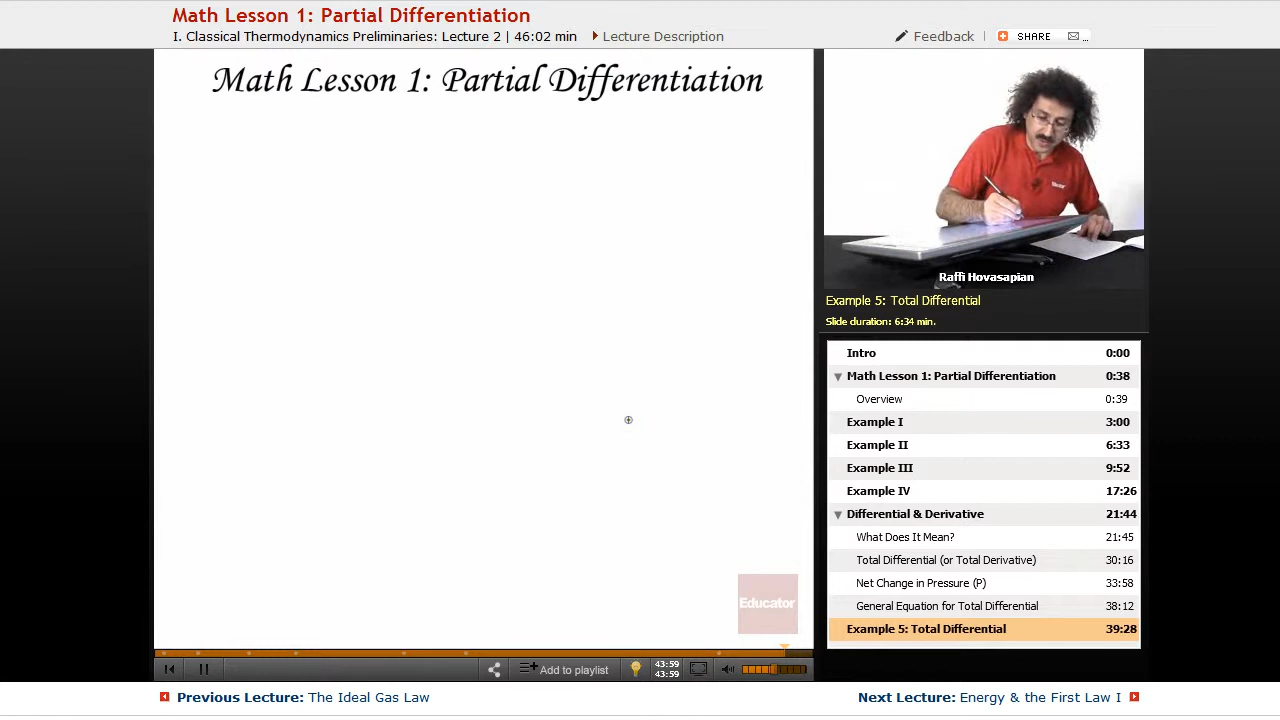 Math Lesson 1: Partial Differentiation
I. Classical Thermodynamics Preliminaries: Lecture 2 | 46:02 min
Lecture Description
Feedback
SHARE
...
Math Lesson 1: Partial Differentiation
Educator
Raffi Hovasapian
Example 5: Total Differential
Slide duration: 6:34 min.
Intro 0:00
Math Lesson 1: Partial Differentiation 0:38
Overview 0:39
Example I 3:00
Example II 6:33
Example III 9:52
Example IV 17:26
Differential & Derivative 21:44
What Does It Mean? 21:45
Total Differential (or Total Derivative) 30:16
Net Change in Pressure (P) 33:58
General Equation for Total Differential 38:12
Example 5: Total Differential 39:28
Add to playlist
43:59
43:59
Previous Lecture: The Ideal Gas Law
Next Lecture: Energy & the First Law I